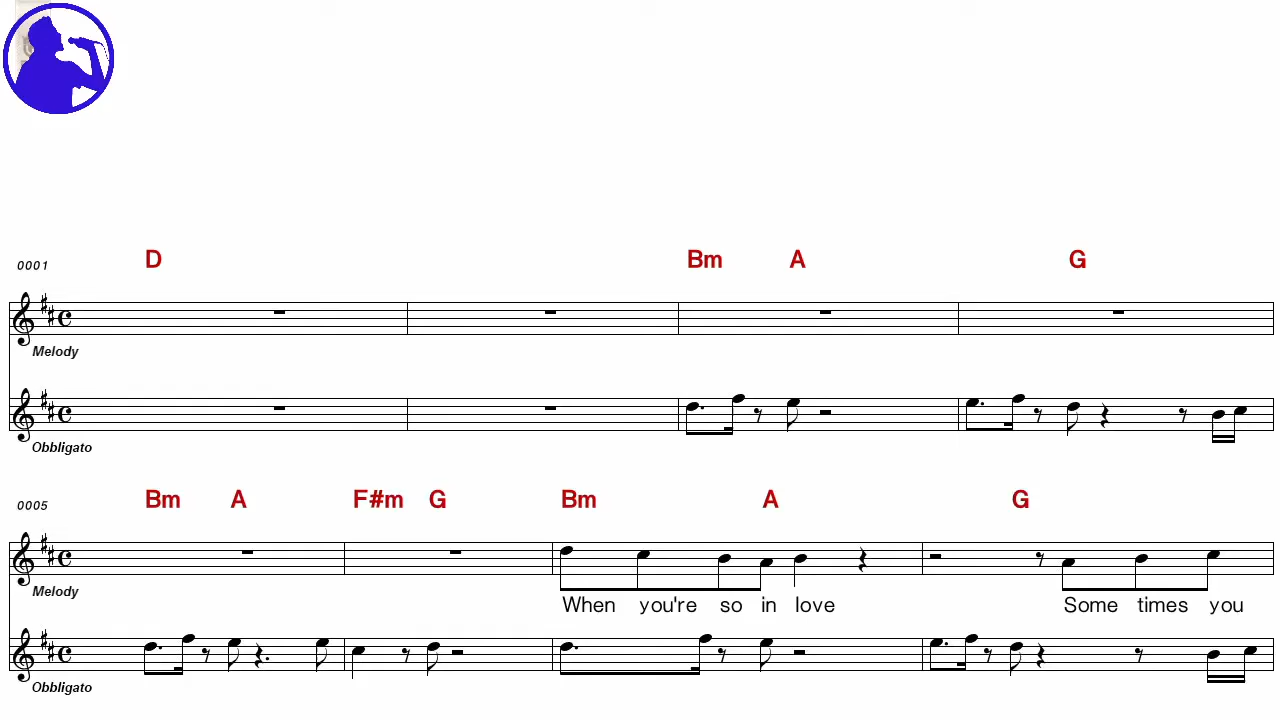 0001 D Bm A G
Melody
Obbligato
0005 Bm A F#m G Bm A G
Melody
When you're so in love Some times you
Obbligato